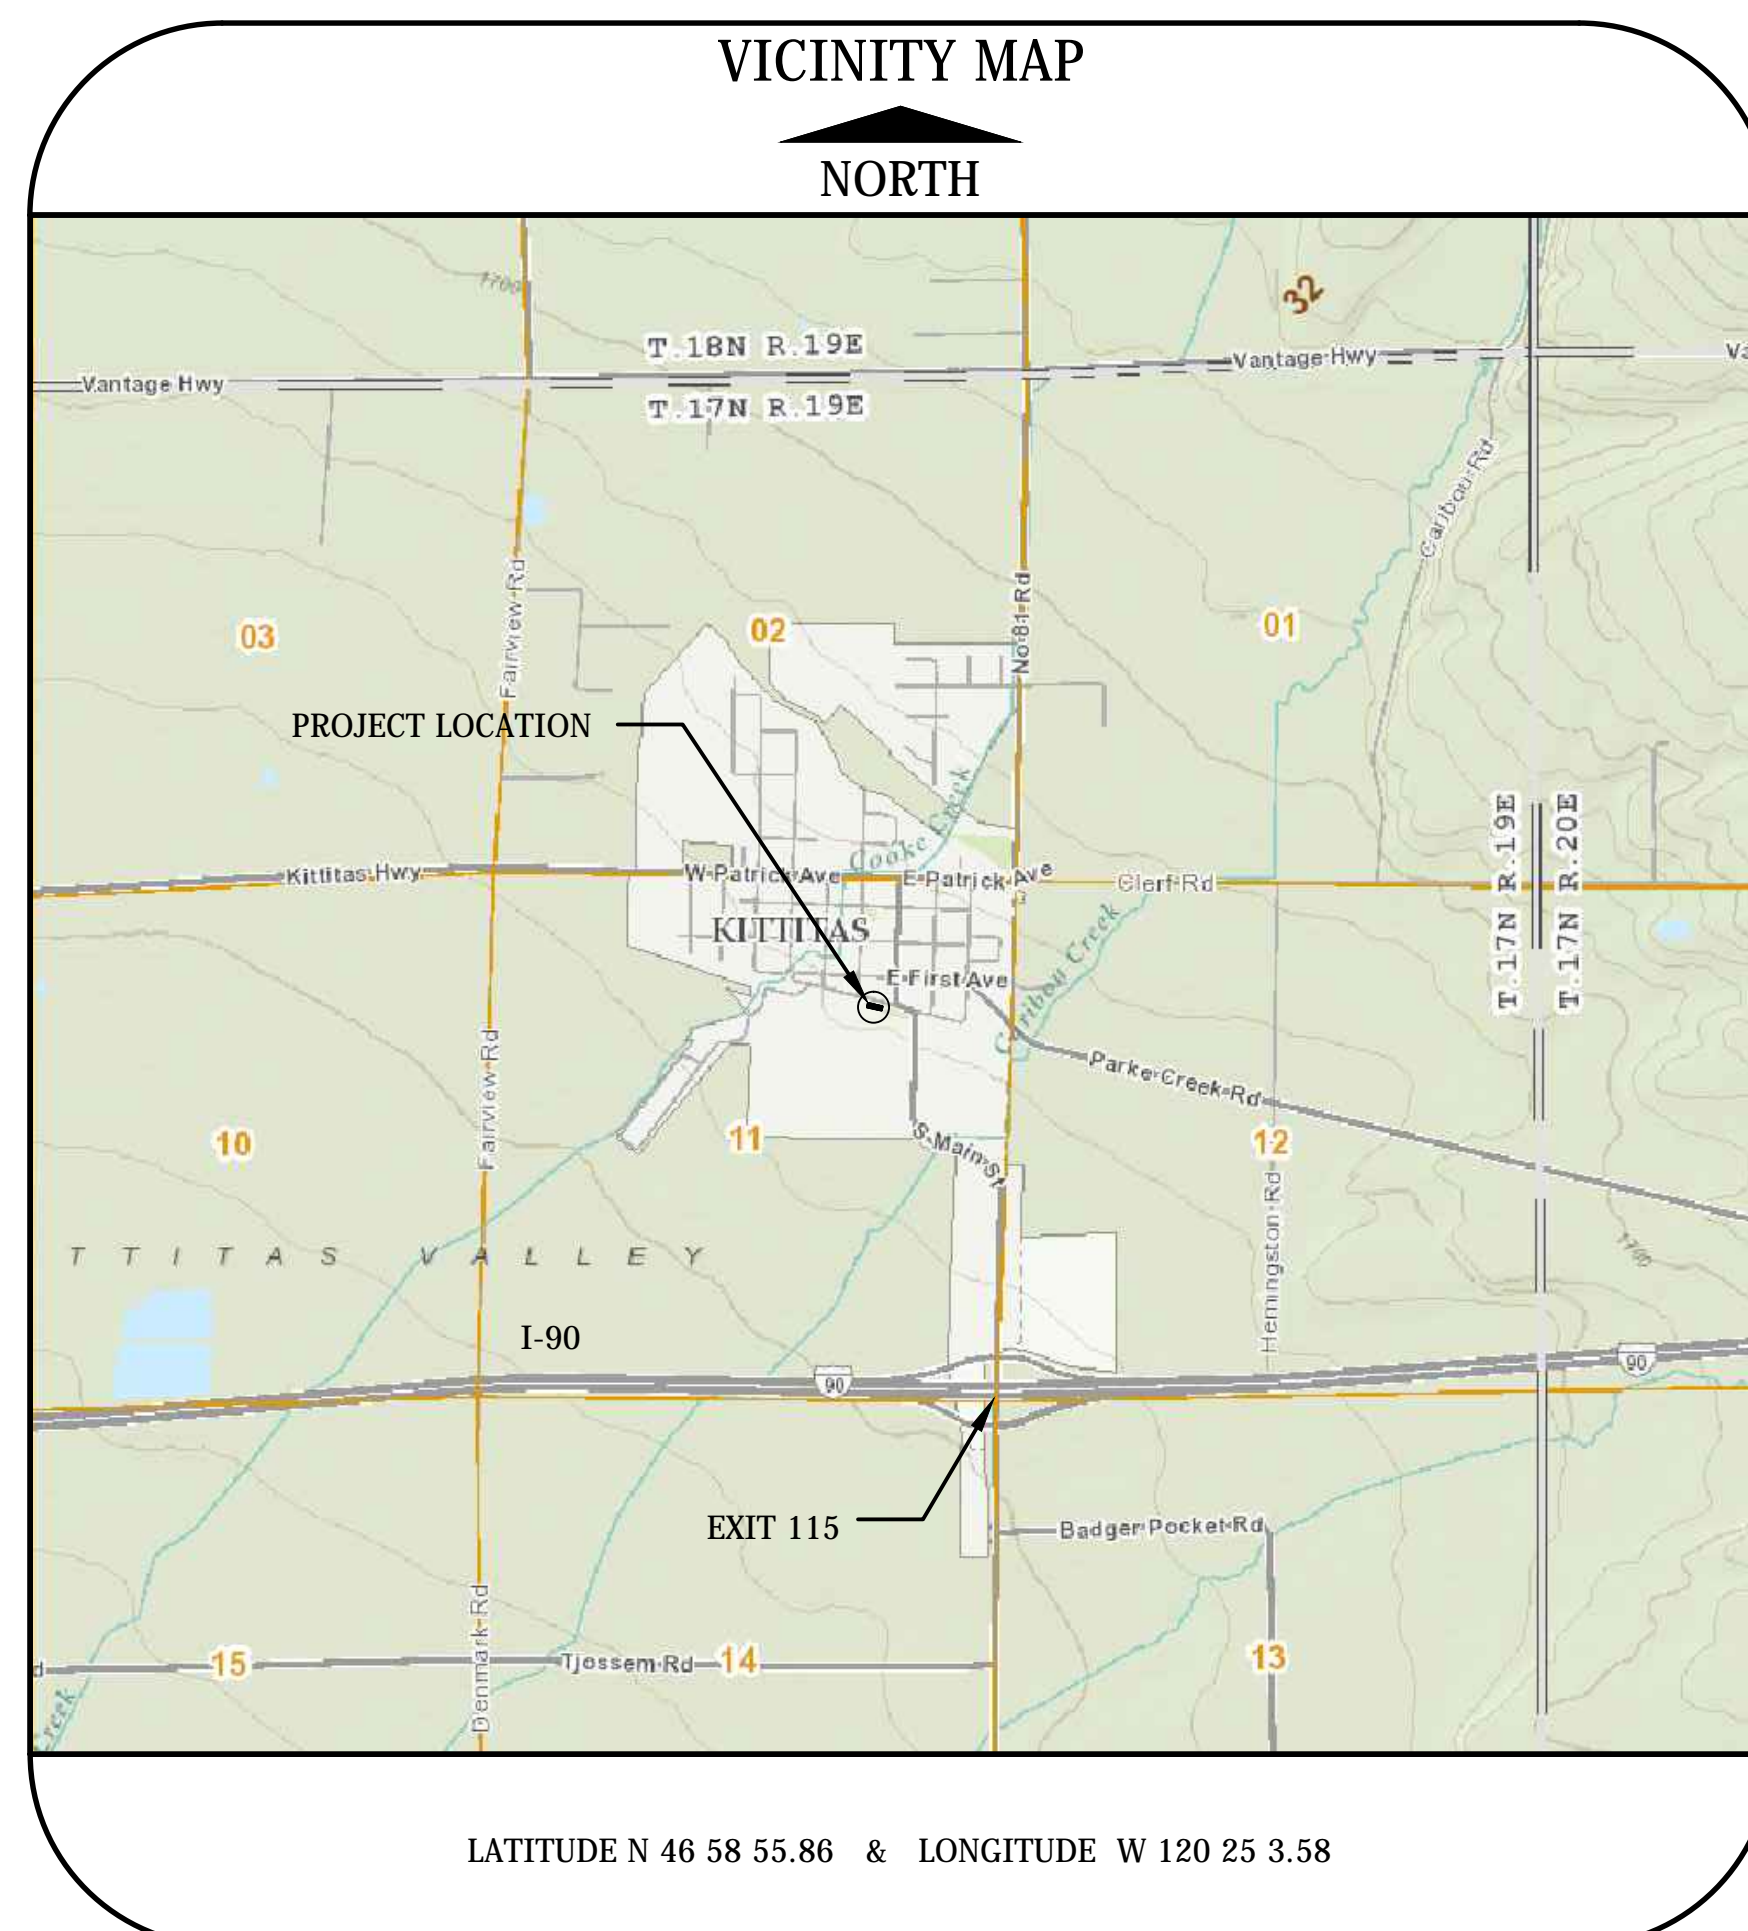 VICINITY MAP
NORTH
1700
32
T.18N R.19E
Vantage Hwy
Vantage Hwy
T.17N R.19E
Caribou Rd
Fairview Rd
No 81 Rd
03
02
01
PROJECT LOCATION
Cooke Creek
T.17N R.19E
T.17N R.20E
Kittitas Hwy
W Patrick Ave
E Patrick Ave
Clerf Rd
KITTITAS
Caribou Creek
E First Ave
Fairview Rd
Parke Creek Rd
10
11
12
S Main St
Hemingston Rd
T T I T A S V A L L E Y
1700
I-90
90
90
EXIT 115
Badger Pocket Rd
Denmark Rd
15
Tjossem Rd
14
13
Creek
LATITUDE N 46 58 55.86 & LONGITUDE W 120 25 3.58